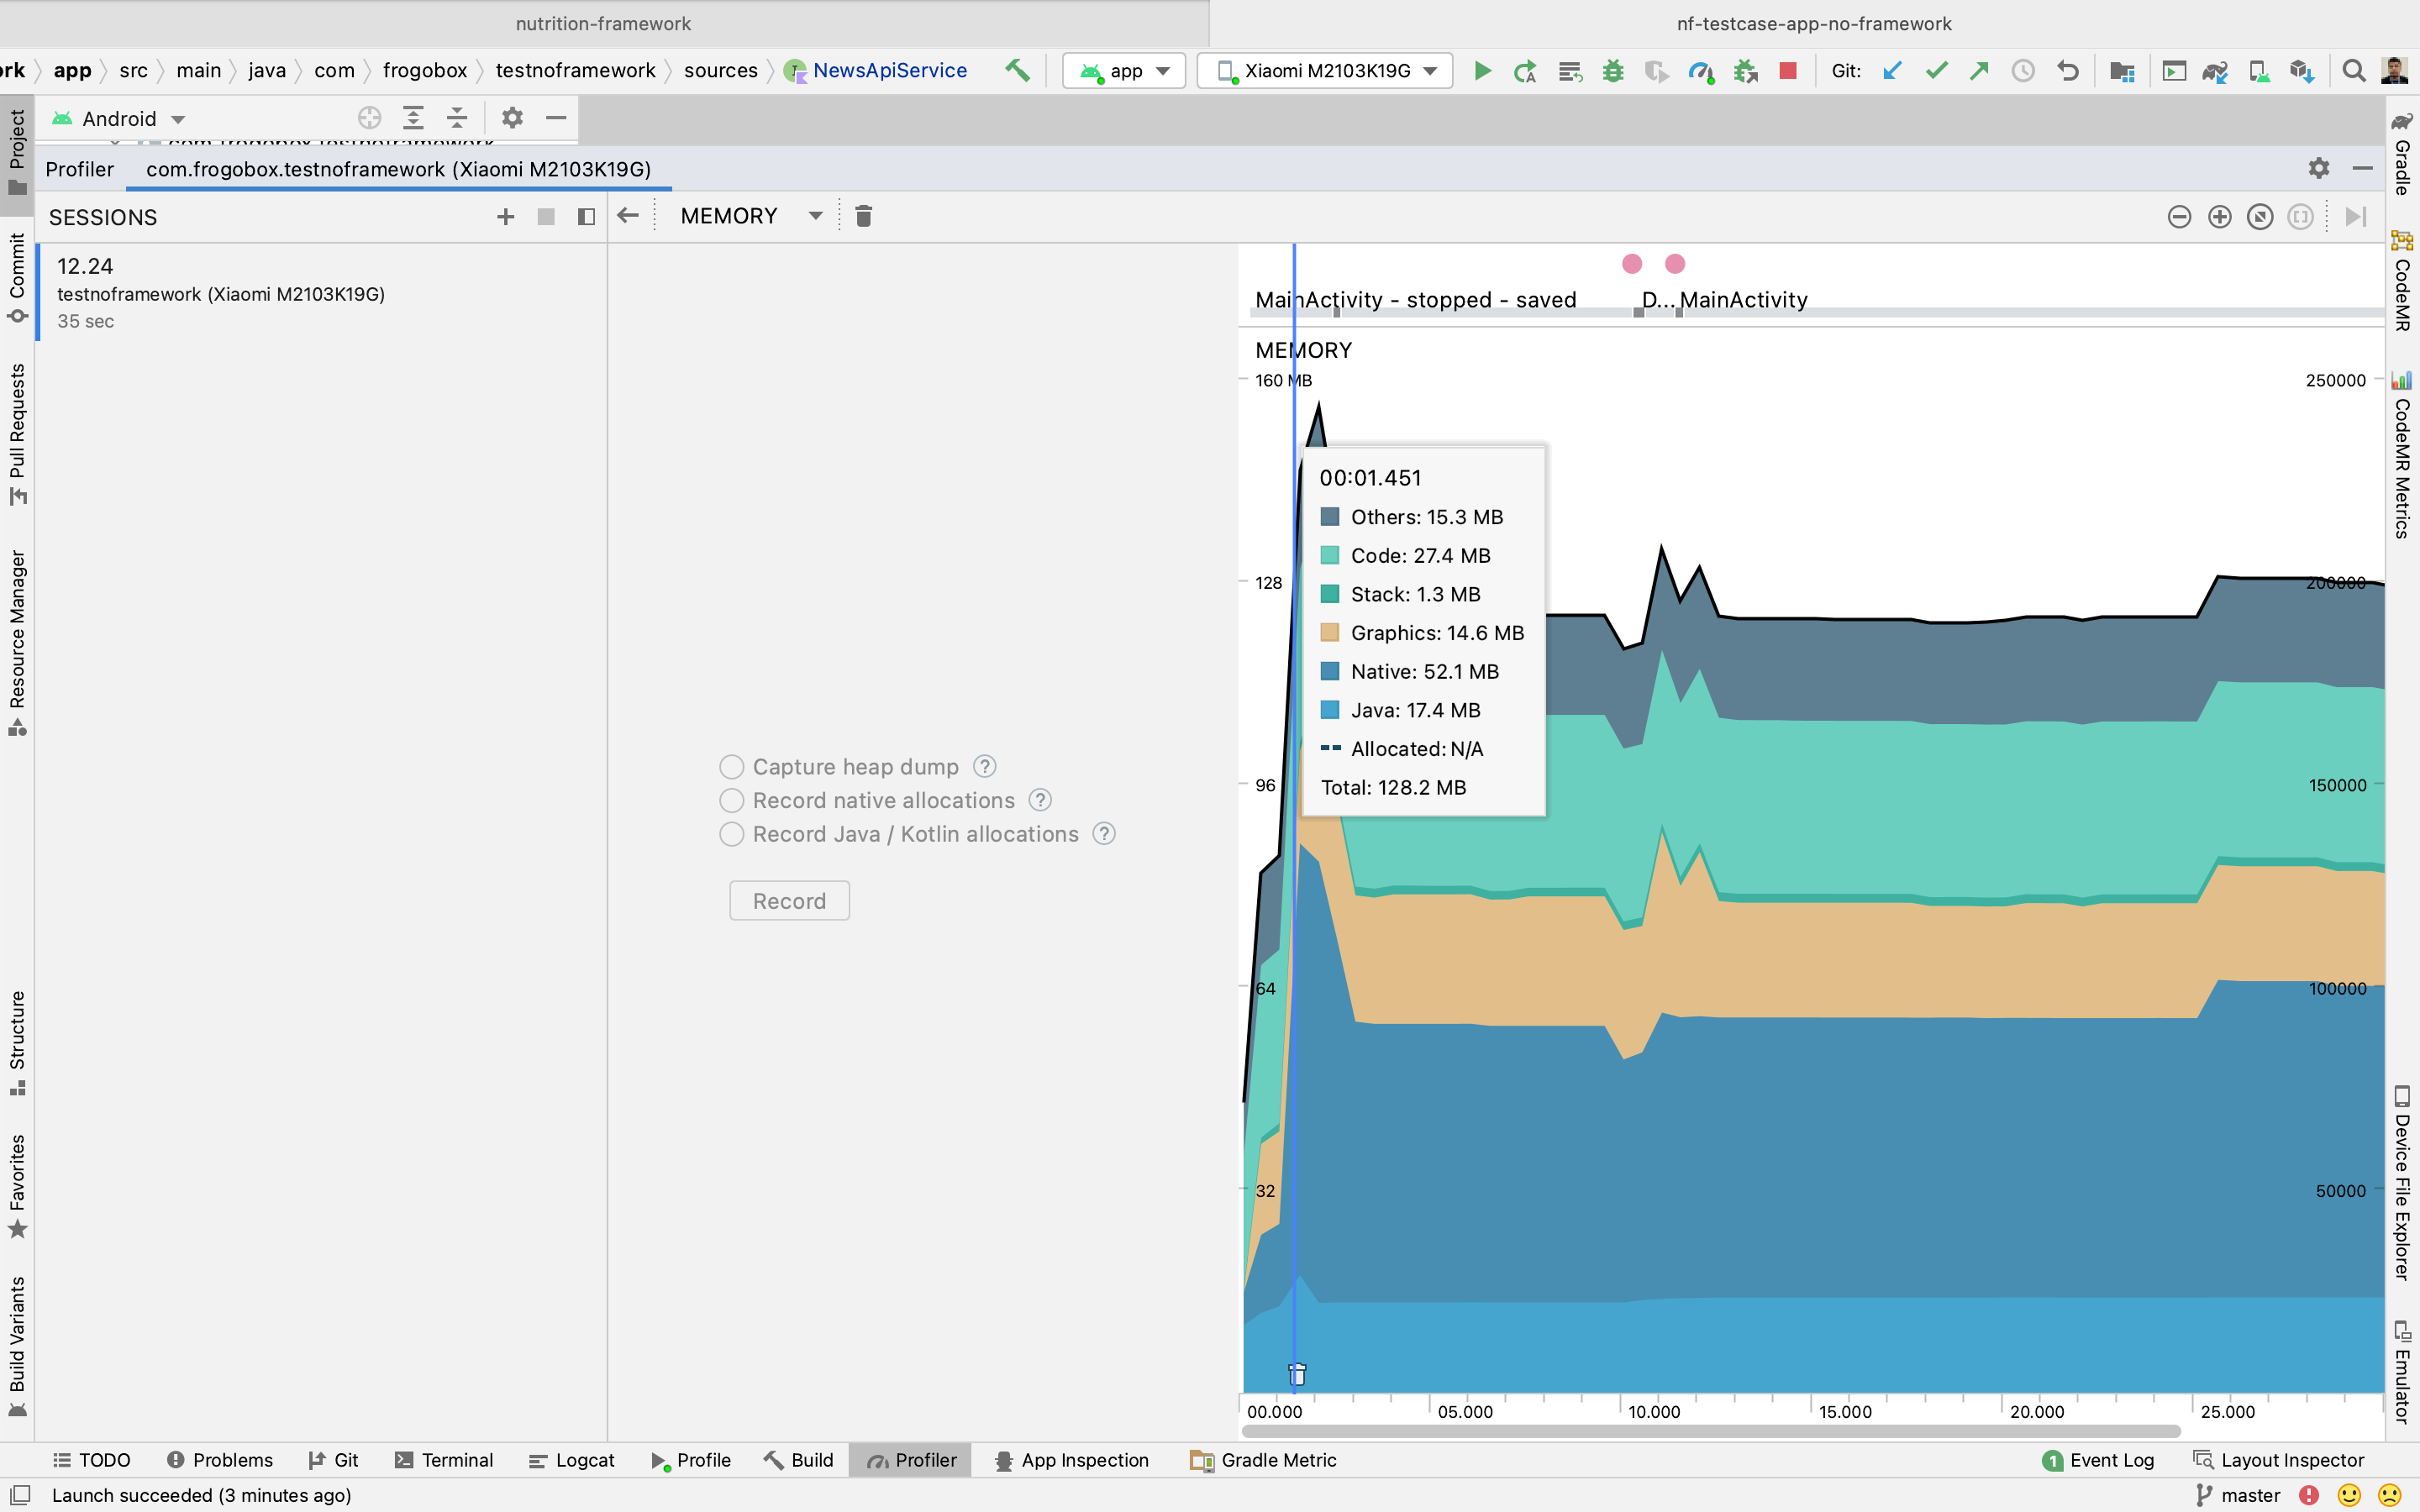 nutrition-framework
nf-testcase-app-no-framework
rk app src main java com frogobox testnoframework sources NewsApiService
app
Xiaomi M2103K19G
Git:
Project
Commit
Pull Requests
Resource Manager
Structure
Favorites
Build Variants
Android
com.frogobox.testnoframework
Profiler
com.frogobox.testnoframework (Xiaomi M2103K19G)
SESSIONS
MEMORY
12.24
testnoframework (Xiaomi M2103K19G)
35 sec
Capture heap dump ?
Record native allocations ?
Record Java / Kotlin allocations ?
Record
MainActivity - stopped - saved
D... MainActivity
MEMORY
160 MB
128
96
64
32
250000
200000
150000
100000
50000
00:01.451
Others: 15.3 MB
Code: 27.4 MB
Stack: 1.3 MB
Graphics: 14.6 MB
Native: 52.1 MB
Java: 17.4 MB
Allocated: N/A
Total: 128.2 MB
00.000 05.000 10.000 15.000 20.000 25.000
Gradle
CodeMR
CodeMR Metrics
Device File Explorer
Emulator
TODO Problems Git Terminal Logcat Profile Build Profiler App Inspection Gradle Metric
1 Event Log Layout Inspector
Launch succeeded (3 minutes ago)
master